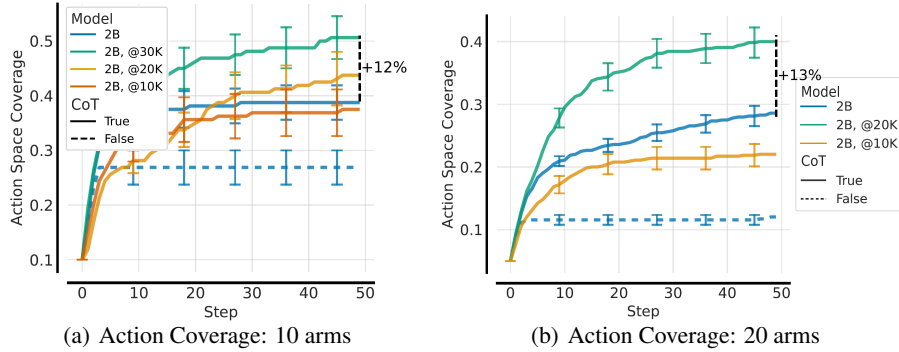 Model
2B
2B, @30K
2B, @20K
2B, @10K
CoT
True
False
+12%
Action Space Coverage
0.5
0.4
0.3
0.2
0.1
0
10
20
30
40
50
Step
(a) Action Coverage: 10 arms
Action Space Coverage
0.4
0.3
0.2
0.1
0
10
20
30
40
50
Step
+13%
Model
2B
2B, @20K
2B, @10K
CoT
True
False
(b) Action Coverage: 20 arms